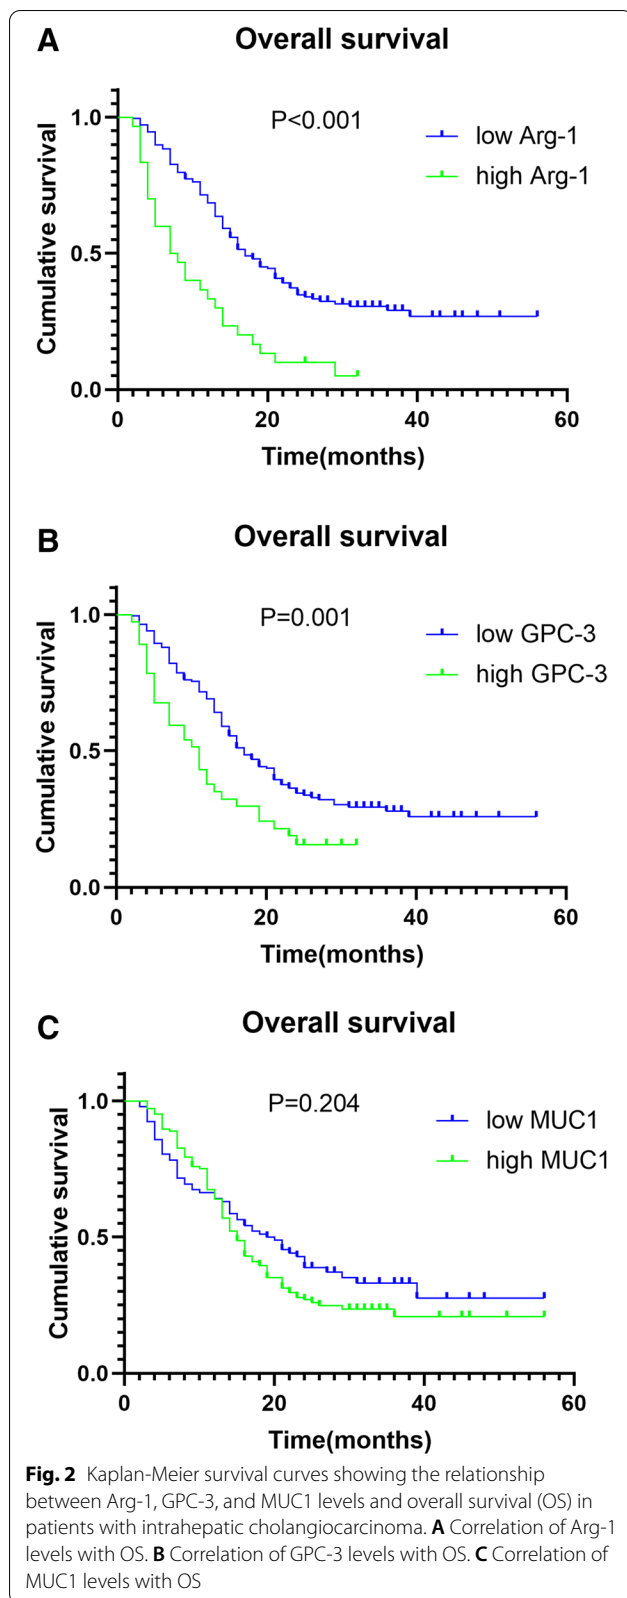 A
Overall survival
P<0.001
low Arg-1
high Arg-1
Cumulative survival
1.0
0.5
0.0
0
20
40
60
Time(months)
B
Overall survival
P=0.001
low GPC-3
high GPC-3
Cumulative survival
1.0
0.5
0.0
0
20
40
60
Time(months)
C
Overall survival
P=0.204
low MUC1
high MUC1
Cumulative survival
1.0
0.5
0.0
0
20
40
60
Time(months)
Fig. 2 Kaplan-Meier survival curves showing the relationship
between Arg-1, GPC-3, and MUC1 levels and overall survival (OS) in
patients with intrahepatic cholangiocarcinoma. A Correlation of Arg-1
levels with OS. B Correlation of GPC-3 levels with OS. C Correlation of
MUC1 levels with OS